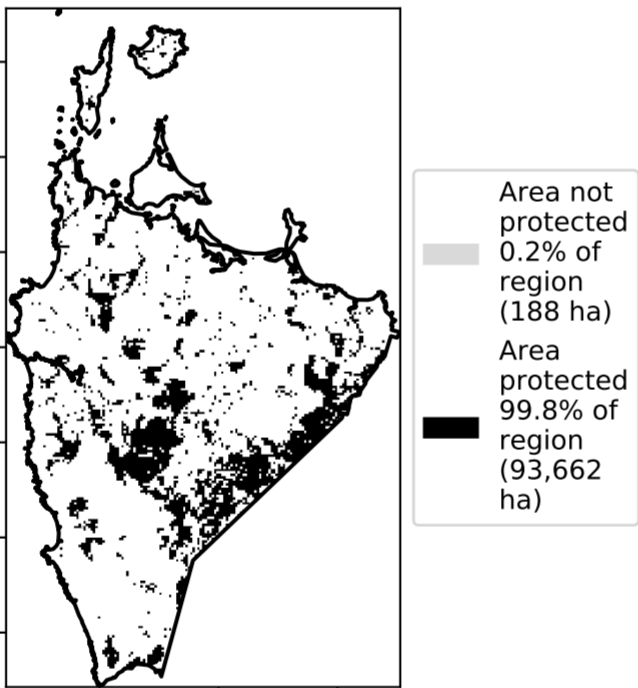 Area not
protected
0.2% of
region
(188 ha)
Area
protected
99.8% of
region
(93,662
ha)